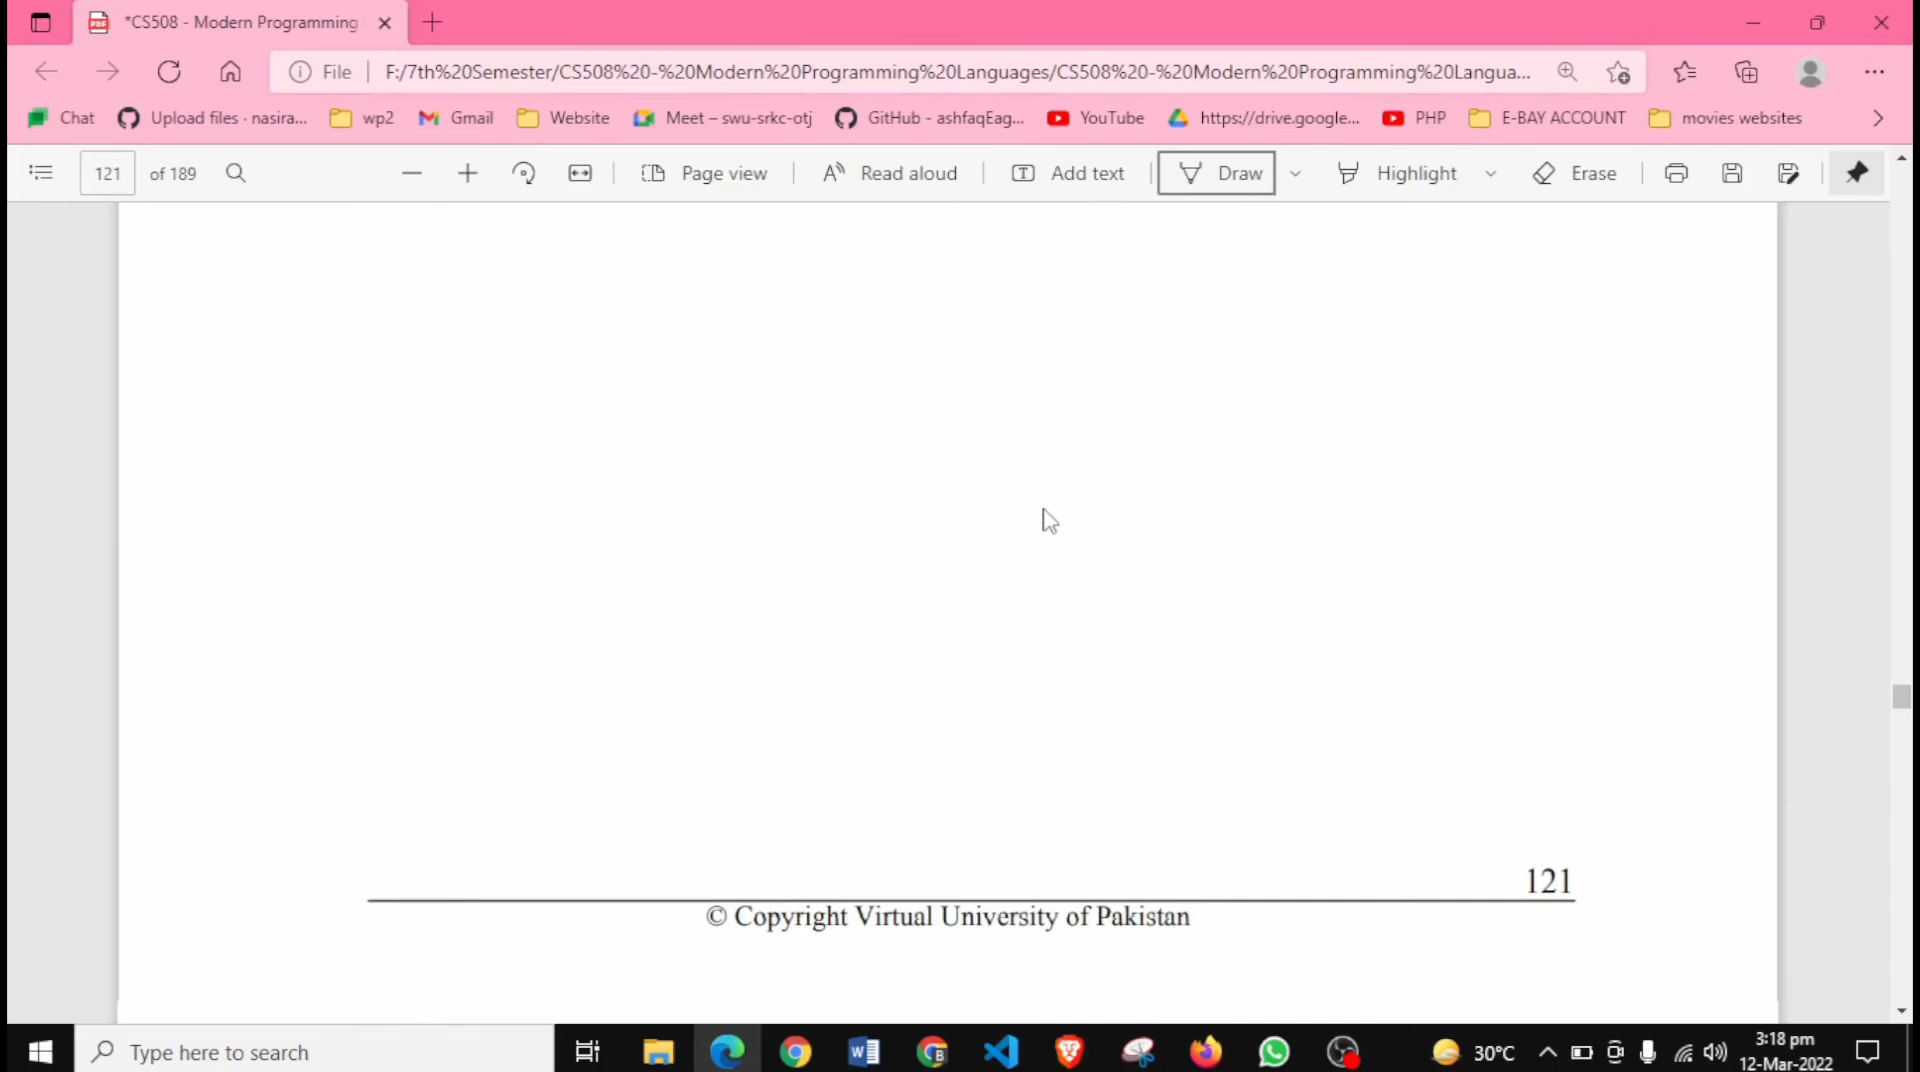 *CS508 - Modern Programming
File F:/7th%20Semester/CS508%20-%20Modern%20Programming%20Languages/CS508%20-%20Modern%20Programming%20Langua...
Chat Upload files · nasira... wp2 Gmail Website Meet – swu-srkc-otj GitHub - ashfaqEag... YouTube https://drive.google... PHP E-BAY ACCOUNT movies websites
121 of 189 Page view Read aloud Add text Draw Highlight Erase
121
© Copyright Virtual University of Pakistan
Type here to search 30°C 3:18 pm
12-Mar-2022